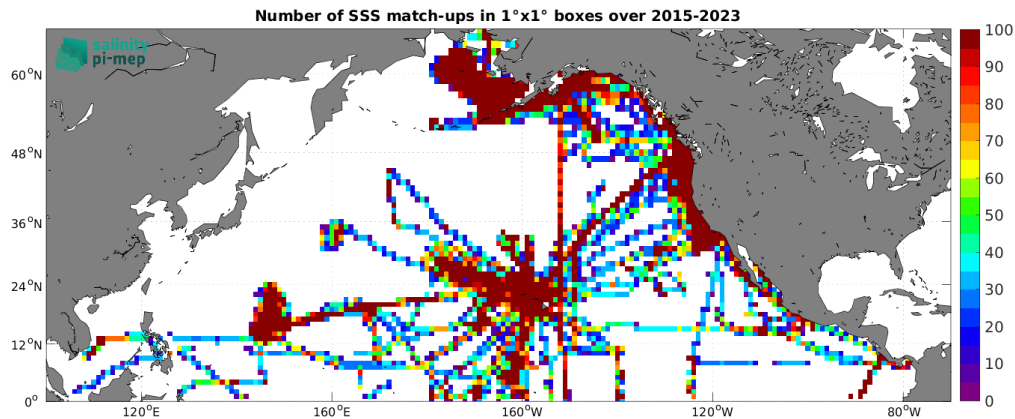 Number of SSS match-ups in 1°x1° boxes over 2015-2023
salinity
pi-mep
60°N
48°N
36°N
24°N
12°N
0°
120°E
160°E
160°W
120°W
80°W
100
90
80
70
60
50
40
30
20
10
0